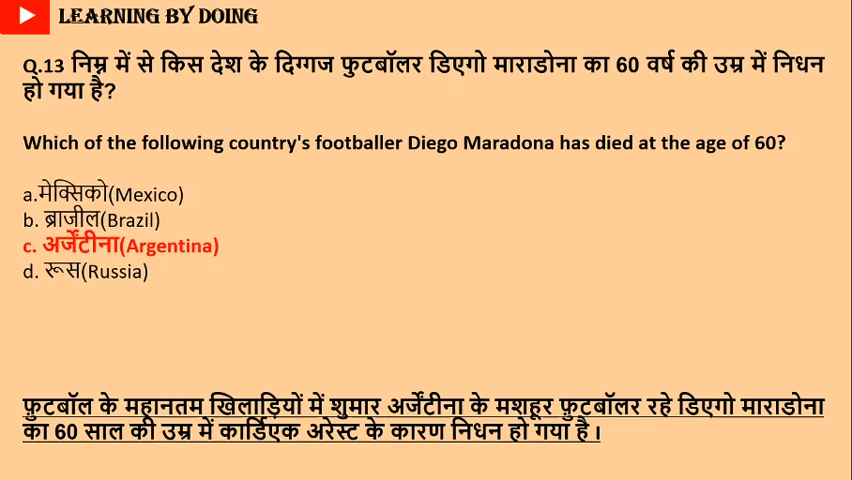 LEARNING BY DOING
Q.13 निम्न में से किस देश के दिग्गज फुटबॉलर डिएगो माराडोना का 60 वर्ष की उम्र में निधन
हो गया है?
Which of the following country's footballer Diego Maradona has died at the age of 60?
a.मेक्सिको(Mexico)
b. ब्राजील(Brazil)
c. अर्जेंटीना(Argentina)
d. रूस(Russia)
फ़ुटबॉल के महानतम खिलाड़ियों में शुमार अर्जेंटीना के मशहूर फ़ुटबॉलर रहे डिएगो माराडोना
का 60 साल की उम्र में कार्डिएक अरेस्ट के कारण निधन हो गया है ।